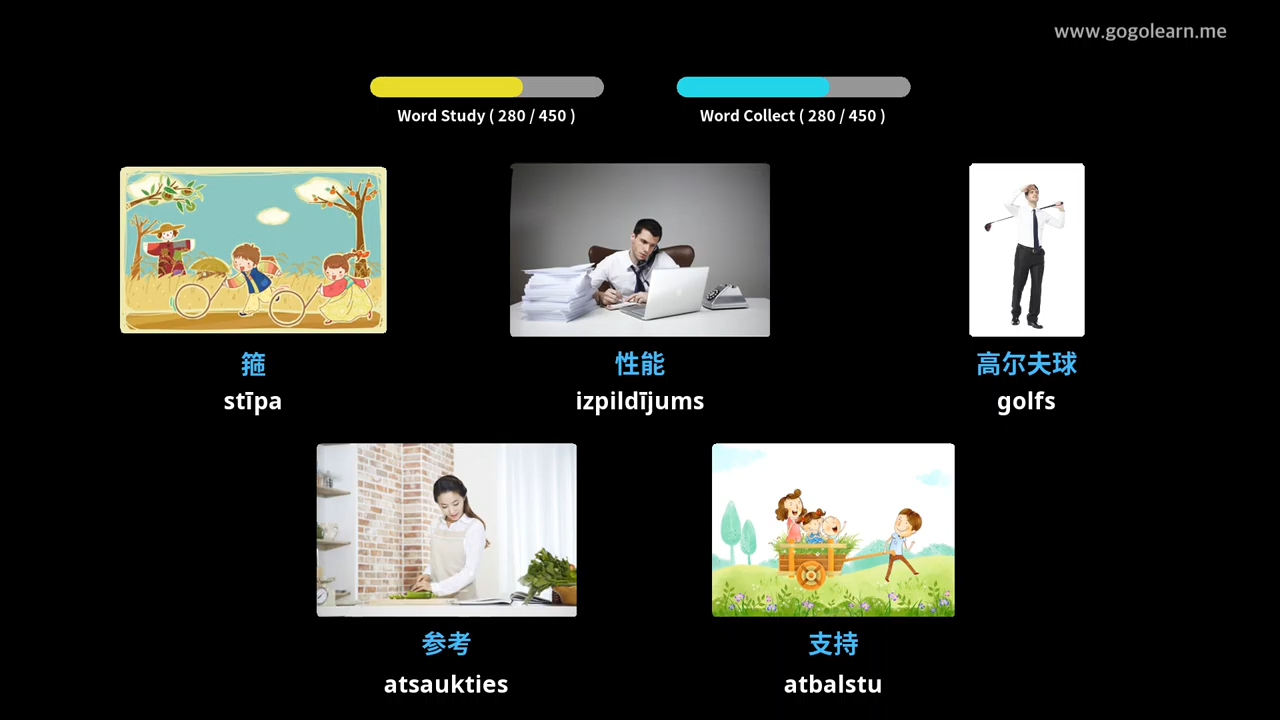 www.gogolearn.me
Word Study ( 280 / 450 )
Word Collect ( 280 / 450 )
箍
性能
高尔夫球
stīpa
izpildījums
golfs
参考
支持
atsaukties
atbalstu